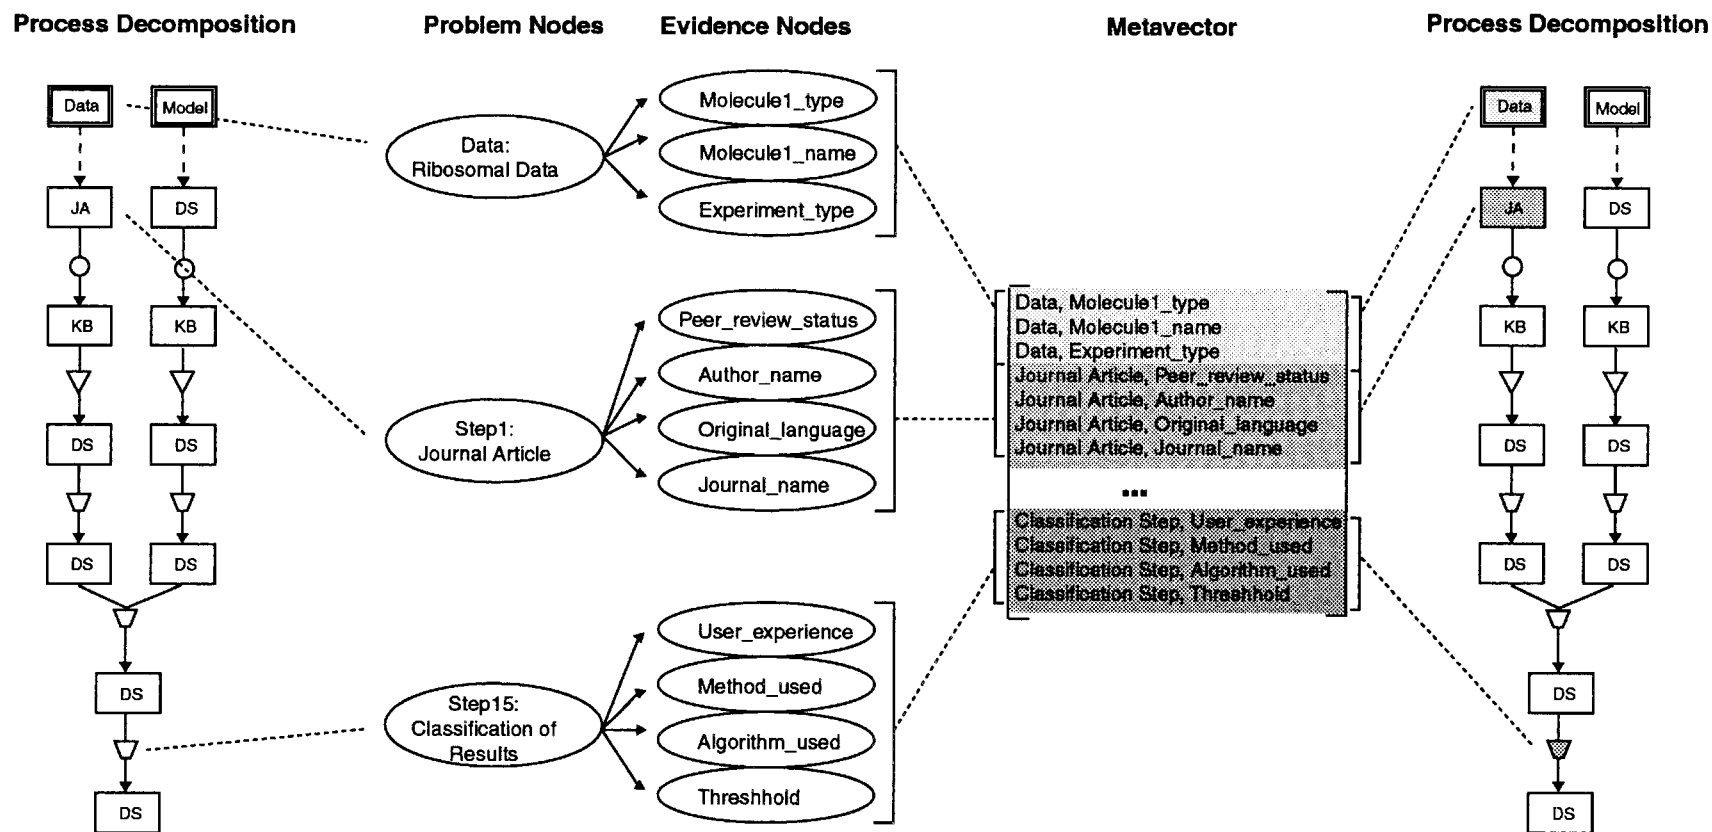 Process Decomposition
Problem Nodes
Evidence Nodes
Metavector
Process Decomposition
Data
Model
JA
DS
KB
KB
DS
DS
DS
DS
DS
DS
Data:
Ribosomal Data
Step1:
Journal Article
Step15:
Classification of
Results
Molecule1_type
Molecule1_name
Experiment_type
Peer_review_status
Author_name
Original_language
Journal_name
User_experience
Method_used
Algorithm_used
Threshhold
Data, Molecule1_type
Data, Molecule1_name
Data, Experiment_type
Journal Article, Peer_review_status
Journal Article, Author_name
Journal Article, Original_language
Journal Article, Journal_name
...
Classification Step, User_experience
Classification Step, Method_used
Classification Step, Algorithm_used
Classification Step, Threshhold
Data
Model
JA
DS
KB
KB
DS
DS
DS
DS
DS
DS